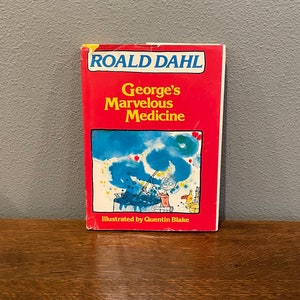 ROALD DAHL
George's
Marvelous
Medicine
Illustrated by Quentin Blake